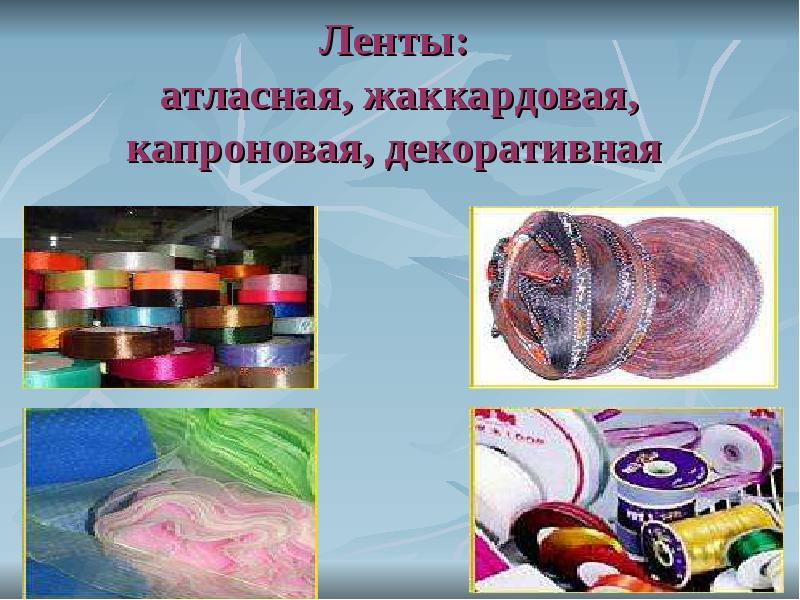 Ленты:
атласная, жаккардовая,
капроновая, декоративная